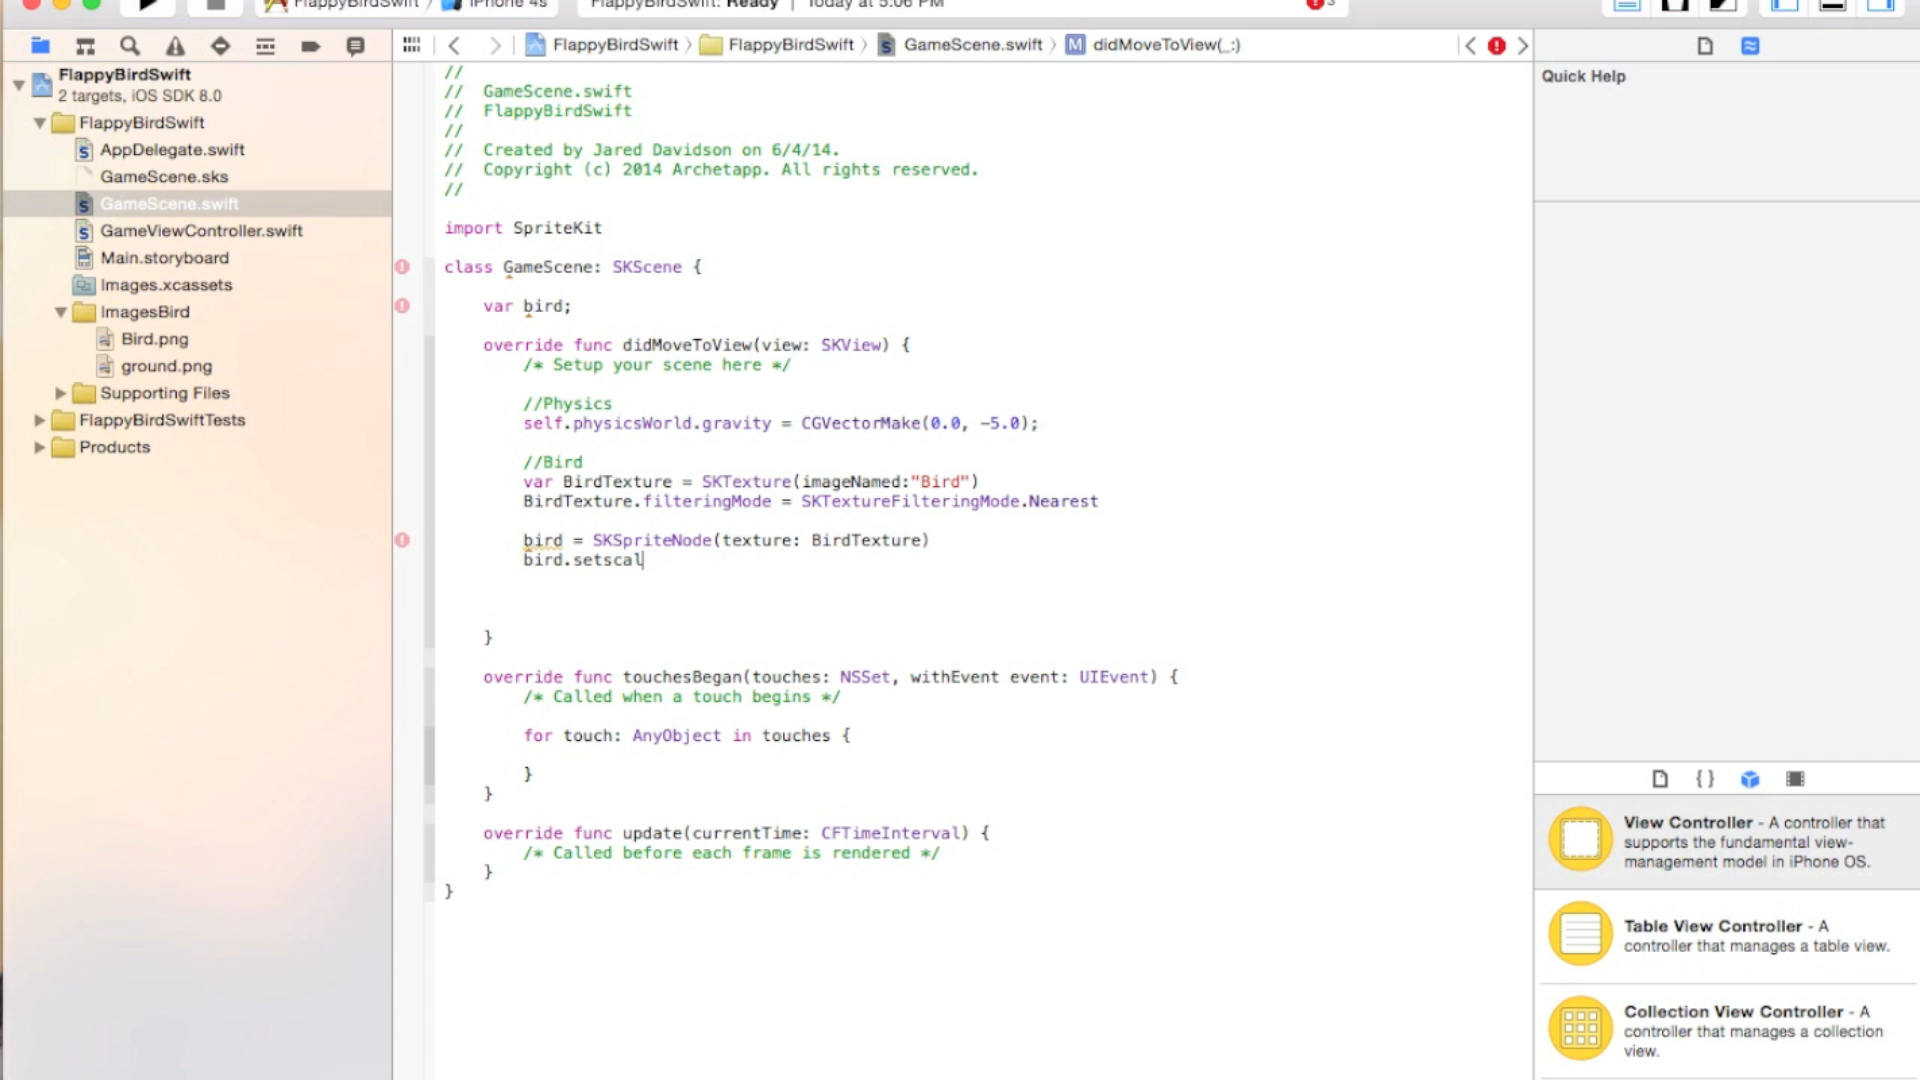 FlappyBirdSwift 〉 iPhone 4s
FlappyBirdSwift: Ready | Today at 5:06 PM
3
FlappyBirdSwift 〉 FlappyBirdSwift 〉 GameScene.swift 〉 M didMoveToView(_:)
FlappyBirdSwift
2 targets, iOS SDK 8.0
FlappyBirdSwift
AppDelegate.swift
GameScene.sks
GameScene.swift
GameViewController.swift
Main.storyboard
Images.xcassets
ImagesBird
Bird.png
ground.png
Supporting Files
FlappyBirdSwiftTests
Products
//
// GameScene.swift
// FlappyBirdSwift
//
// Created by Jared Davidson on 6/4/14.
// Copyright (c) 2014 Archetapp. All rights reserved.
//
import SpriteKit
class GameScene: SKScene {
var bird;
override func didMoveToView(view: SKView) {
/* Setup your scene here */
//Physics
self.physicsWorld.gravity = CGVectorMake(0.0, -5.0);
//Bird
var BirdTexture = SKTexture(imageNamed:"Bird")
BirdTexture.filteringMode = SKTextureFilteringMode.Nearest
bird = SKSpriteNode(texture: BirdTexture)
bird.setscal
}
override func touchesBegan(touches: NSSet, withEvent event: UIEvent) {
/* Called when a touch begins */
for touch: AnyObject in touches {
}
}
override func update(currentTime: CFTimeInterval) {
/* Called before each frame is rendered */
}
}
Quick Help
{ }
View Controller - A controller that
supports the fundamental view-
management model in iPhone OS.
Table View Controller - A
controller that manages a table view.
Collection View Controller - A
controller that manages a collection
view.